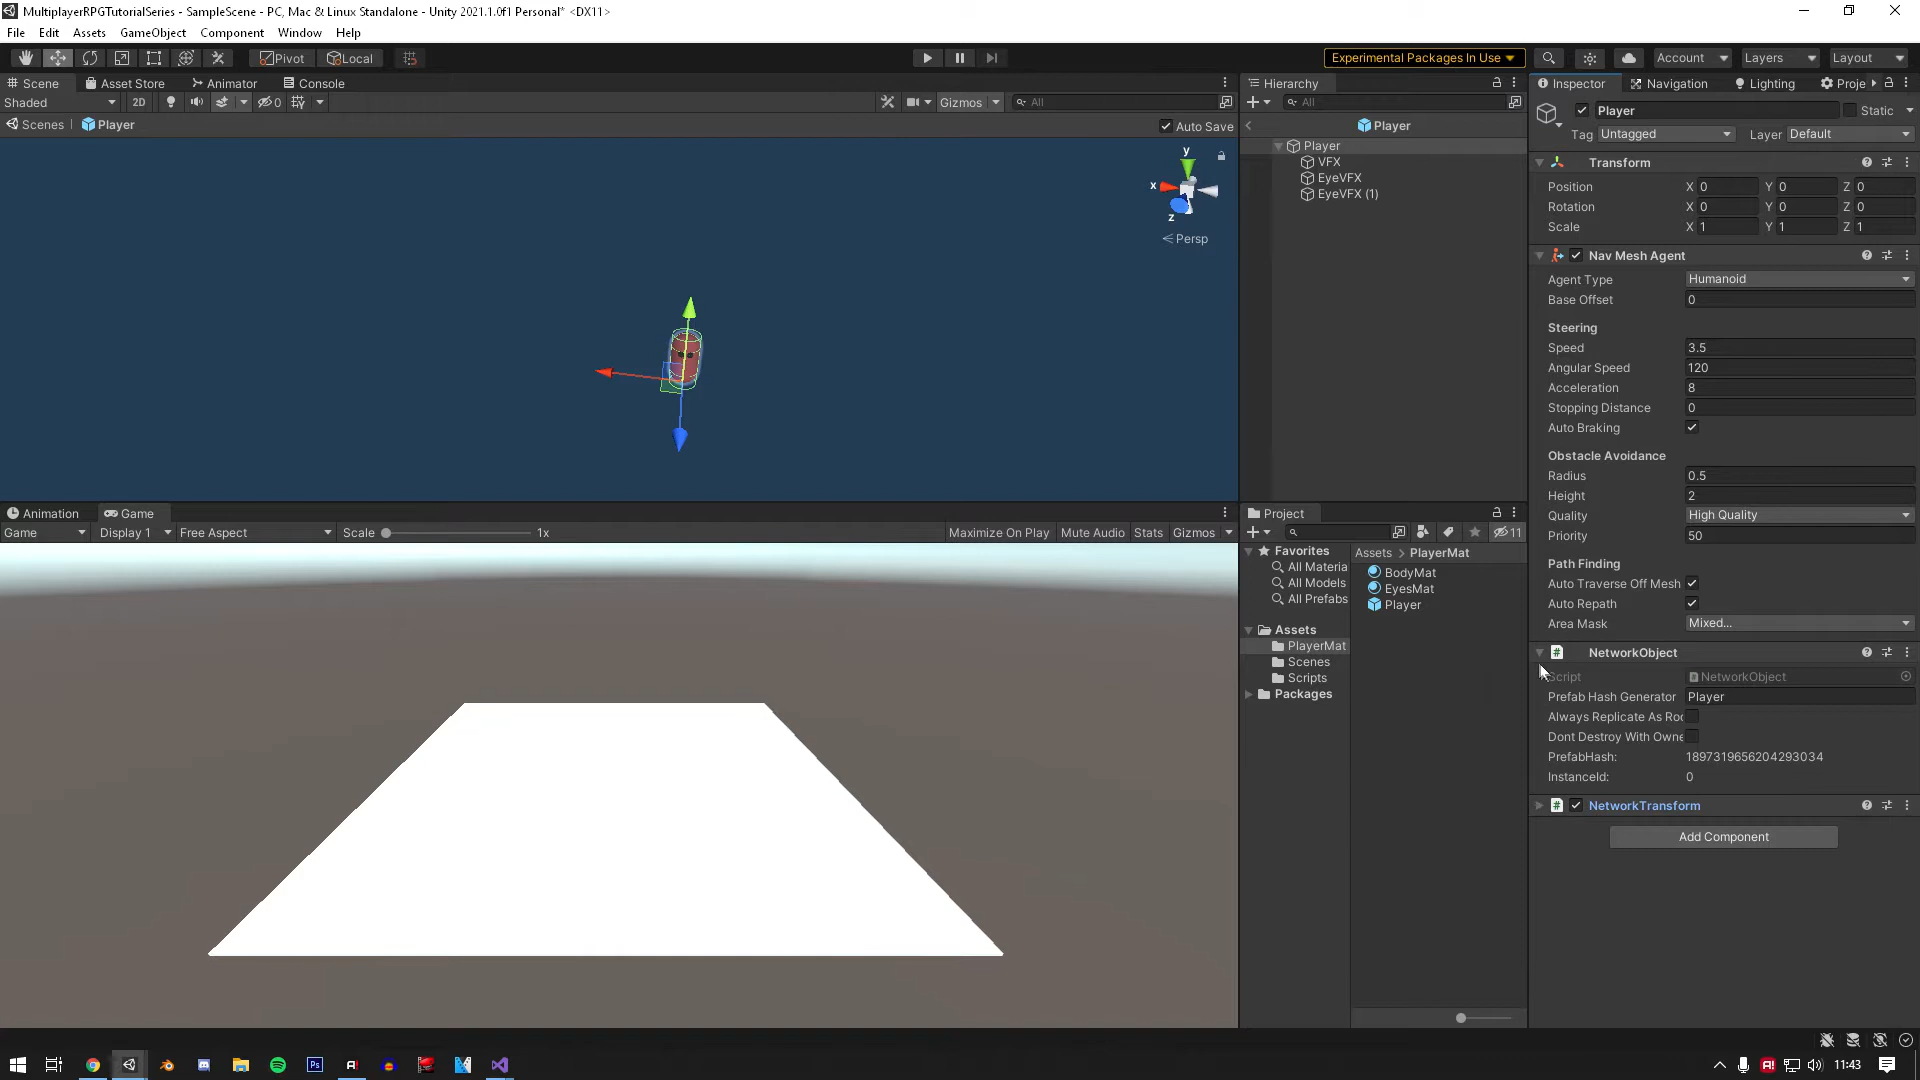 MultiplayerRPGTutorialSeries - SampleScene - PC, Mac & Linux Standalone - Unity 2021.1.0f1 Personal* <DX11>
File Edit Assets GameObject Component Window Help
Pivot Local Experimental Packages In Use Account Layers Layout
Scene Asset Store Animator Console
Shaded 2D 0 Gizmos All
Scenes Player Auto Save
y
x
z
Persp
Hierarchy
All
Player
Player
VFX
EyeVFX
EyeVFX (1)
Animation Game
Game Display 1 Free Aspect Scale 1x Maximize On Play Mute Audio Stats Gizmos
Project
11
Favorites
All Materia
All Models
All Prefabs
Assets
PlayerMat
Scenes
Scripts
Packages
Assets > PlayerMat
BodyMat
EyesMat
Player
Inspector Navigation Lighting Proje
Player Static
Tag Untagged Layer Default
Transform
Position X 0 Y 0 Z 0
Rotation X 0 Y 0 Z 0
Scale X 1 Y 1 Z 1
Nav Mesh Agent
Agent Type Humanoid
Base Offset 0
Steering
Speed 3.5
Angular Speed 120
Acceleration 8
Stopping Distance 0
Auto Braking
Obstacle Avoidance
Radius 0.5
Height 2
Quality High Quality
Priority 50
Path Finding
Auto Traverse Off Mesh
Auto Repath
Area Mask Mixed...
# NetworkObject
Script NetworkObject
Prefab Hash Generator Player
Always Replicate As Roo
Dont Destroy With Owne
PrefabHash: 1897319656204293034
InstanceId: 0
# NetworkTransform
Add Component
Ps A! A! 11:43